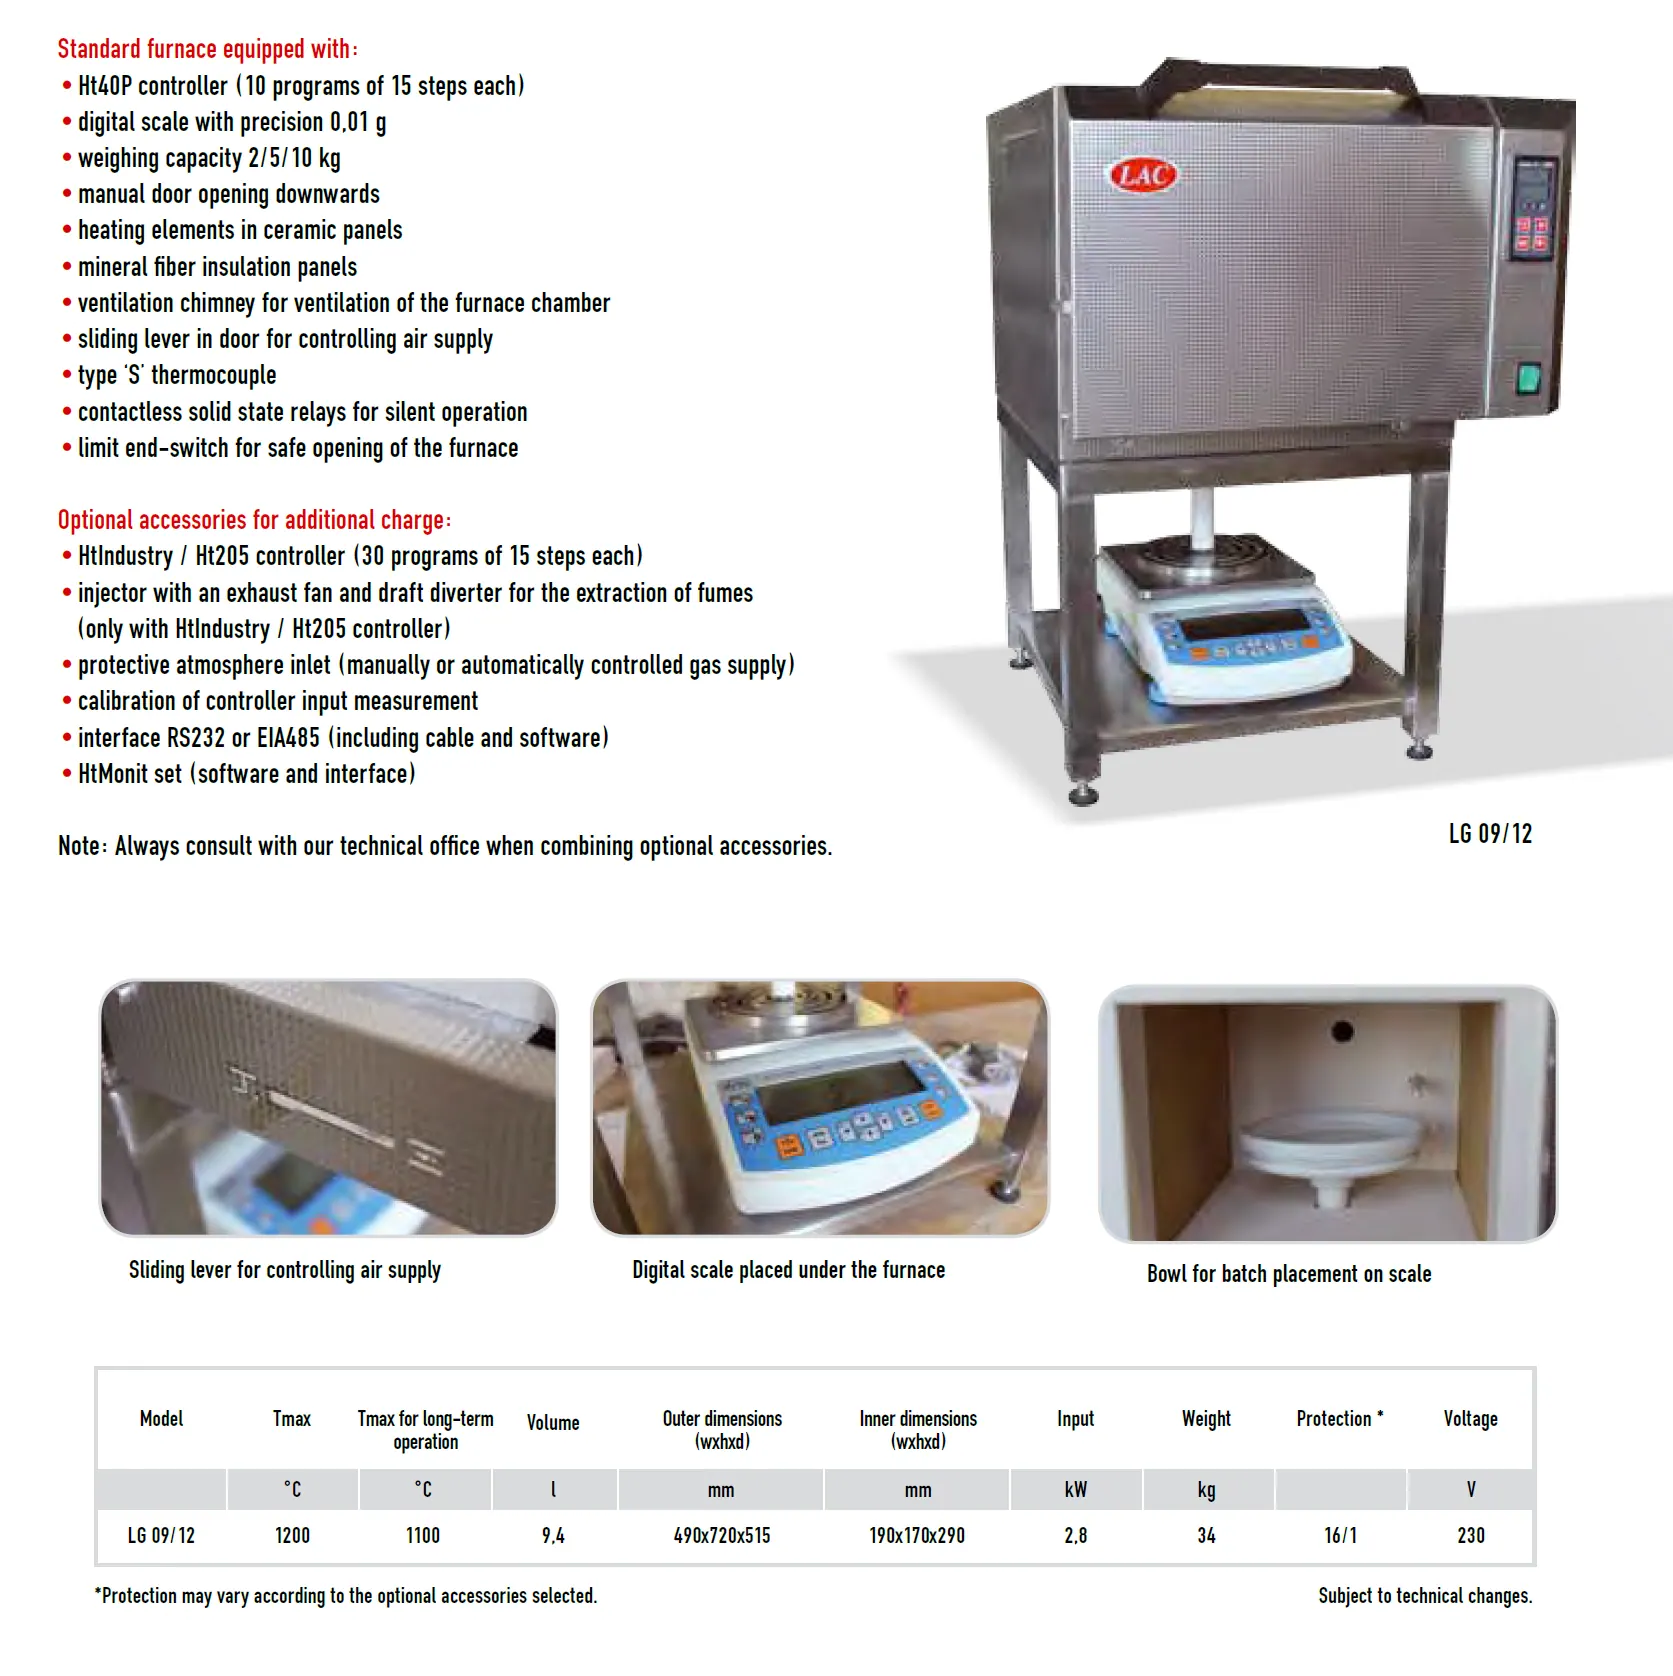 Standard furnace equipped with:
• Ht40P controller (10 programs of 15 steps each)
• digital scale with precision 0,01 g
• weighing capacity 2/5/10 kg
• manual door opening downwards
• heating elements in ceramic panels
• mineral fiber insulation panels
• ventilation chimney for ventilation of the furnace chamber
• sliding lever in door for controlling air supply
• type 'S' thermocouple
• contactless solid state relays for silent operation
• limit end-switch for safe opening of the furnace
Optional accessories for additional charge:
• HtIndustry / Ht205 controller (30 programs of 15 steps each)
• injector with an exhaust fan and draft diverter for the extraction of fumes
(only with HtIndustry / Ht205 controller)
• protective atmosphere inlet (manually or automatically controlled gas supply)
• calibration of controller input measurement
• interface RS232 or EIA485 (including cable and software)
• HtMonit set (software and interface)
Note: Always consult with our technical office when combining optional accessories.
LAC
LG 09/12
Sliding lever for controlling air supply
Digital scale placed under the furnace
Bowl for batch placement on scale
Model Tmax Tmax for long-term operation Volume Outer dimensions (wxhxd) Inner dimensions (wxhxd) Input Weight Protection * Voltage
°C °C l mm mm kW kg V
LG 09/12 1200 1100 9,4 490x720x515 190x170x290 2,8 34 16/1 230
*Protection may vary according to the optional accessories selected.
Subject to technical changes.